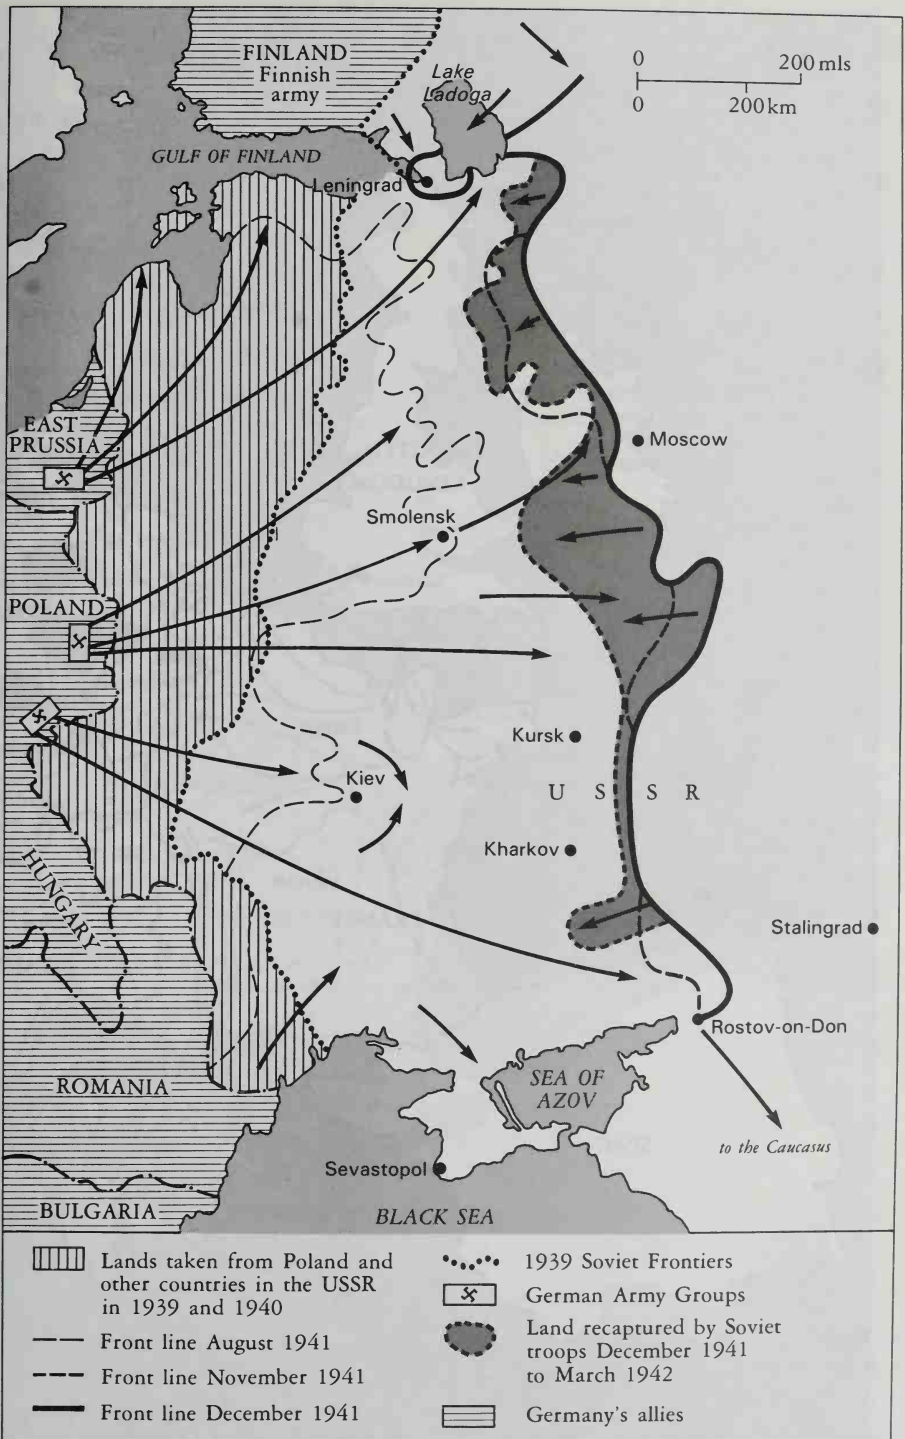 FINLAND
Finnish
army
Lake
Ladoga
0 200 mls
0 200km
GULF OF FINLAND
Leningrad
EAST
PRUSSIA
Moscow
Smolensk
POLAND
Kursk
U S S R
Kiev
Kharkov
HUNGARY
Stalingrad
Rostov-on-Don
ROMANIA
SEA OF
AZOV
to the Caucasus
Sevastopol
BULGARIA
BLACK SEA
Lands taken from Poland and
other countries in the USSR
in 1939 and 1940
Front line August 1941
Front line November 1941
Front line December 1941
1939 Soviet Frontiers
German Army Groups
Land recaptured by Soviet
troops December 1941
to March 1942
Germany's allies